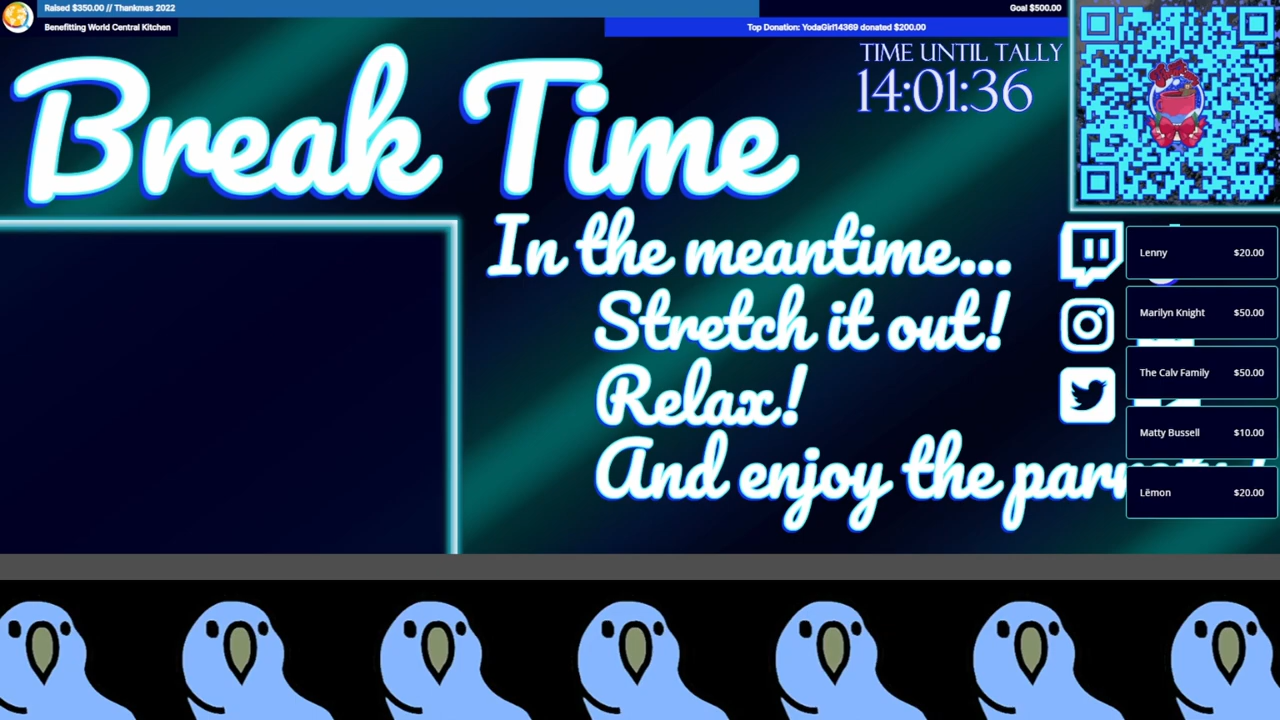 Raised $350.00 // Thankmas 2022
Goal $500.00
Benefitting World Central Kitchen
Top Donation: YodaGirl14369 donated $200.00
TIME UNTIL TALLY
14:01:36
Break Time
In the meantime...
Stretch it out!
Relax!
And enjoy the
Lenny $20.00
Marilyn Knight $50.00
The Calv Family $50.00
Matty Bussell $10.00
Lēmon $20.00